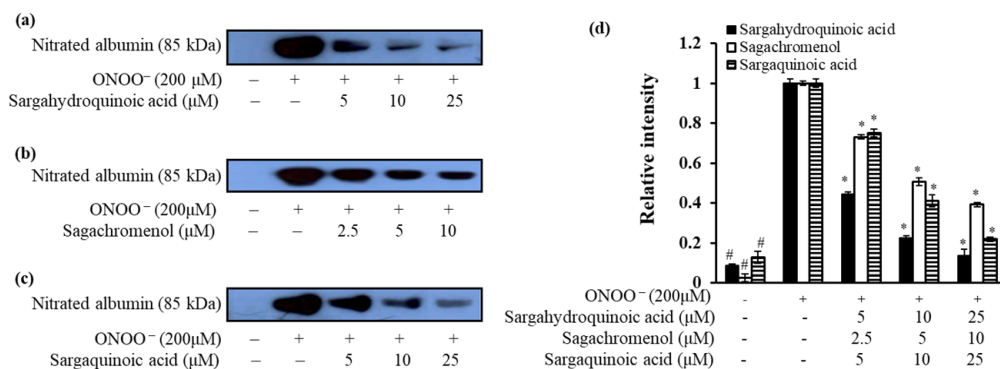 (a)
Nitrated albumin (85 kDa)
ONOO⁻ (200 μM) – + + + +
Sargahydroquinoic acid (μM) – – 5 10 25
(b)
Nitrated albumin (85 kDa)
ONOO⁻ (200μM) – + + + +
Sagachromenol (μM) – – 2.5 5 10
(c)
Nitrated albumin (85 kDa)
ONOO⁻ (200μM) – + + + +
Sargaquinoic acid (μM) – – 5 10 25
(d)
Sargahydroquinoic acid
Sagachromenol
Sargaquinoic acid
Relative intensity
1.2
1
0.8
0.6
0.4
0.2
0
# # #
* * *
* * *
* * *
ONOO⁻ (200μM) - + + + +
Sargahydroquinoic acid (μM) - - 5 10 25
Sagachromenol (μM) - - 2.5 5 10
Sargaquinoic acid (μM) - - 5 10 25